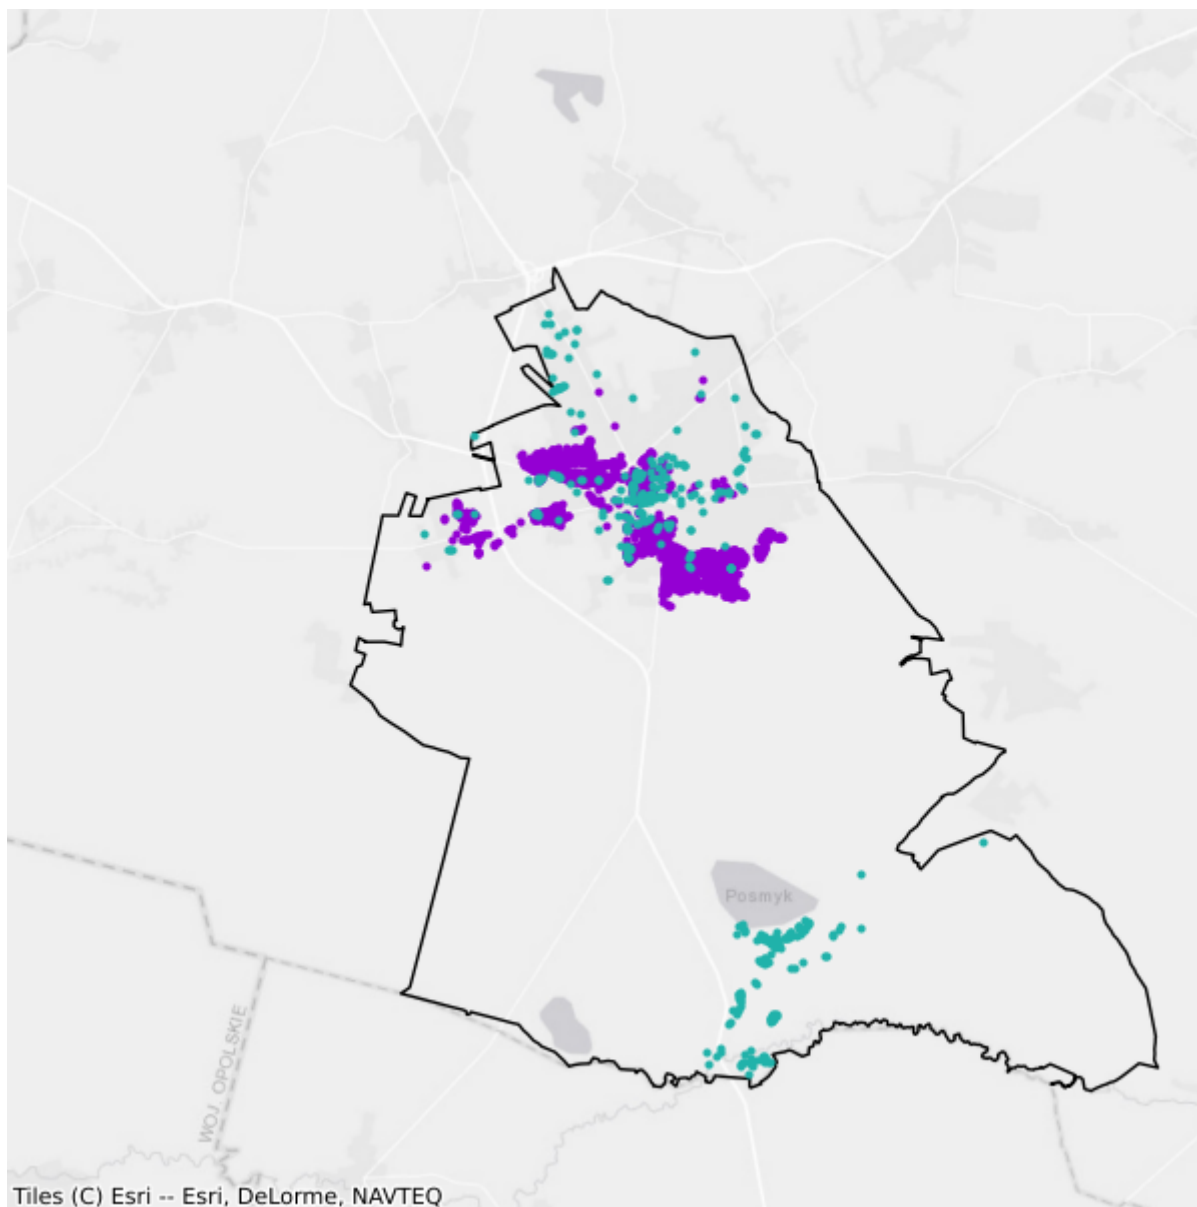 Posmyk
WOJ. OPOLSKIE
Tiles (C) Esri -- Esri, DeLorme, NAVTEQ